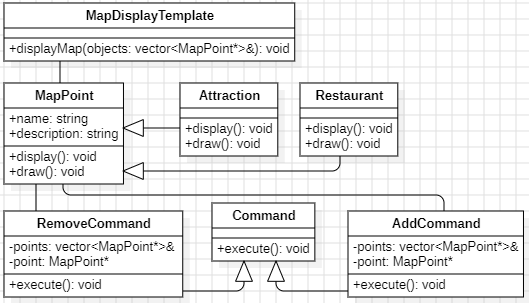 MapDisplayTemplate
+displayMap(objects: vector<MapPoint*>&): void
MapPoint
+name: string
+description: string
+display(): void
+draw(): void
Attraction
+display(): void
+draw(): void
Restaurant
+display(): void
+draw(): void
RemoveCommand
-points: vector<MapPoint*>&
-point: MapPoint*
+execute(): void
Command
+execute(): void
AddCommand
-points: vector<MapPoint*>&
-point: MapPoint*
+execute(): void